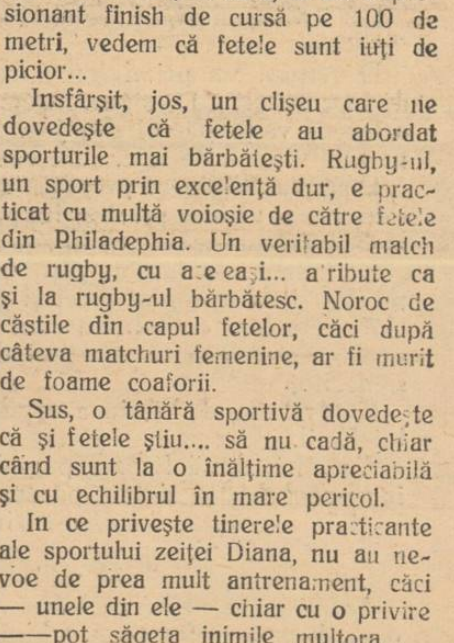 sionant finish de cursă pe 100 de
metri, vedem că fetele sunt iuți de
picior...
Insfârșit, jos, un clișeu care ne
dovedește că fetele au abordat
sporturile mai bărbătești. Rugby-ul,
un sport prin excelență dur, e prac-
ticat cu multă voioșie de către fetele
din Philadephia. Un veritabil match
de rugby, cu aceeași... atribute ca
și la rugby-ul bărbătesc. Noroc de
căștile din capul fetelor, căci după
câteva matchuri femenine, ar fi murit
de foame coaforii.
Sus, o tânără sportivă dovedește
că și fetele știu.... să nu cadă, chiar
când sunt la o înălțime apreciabilă
și cu echilibrul în mare pericol.
In ce privește tinerele practicante
ale sportului zeiței Diana, nu au ne-
voe de prea mult antrenament, căci
— unele din ele — chiar cu o privire
——pot săgeta inimile multora